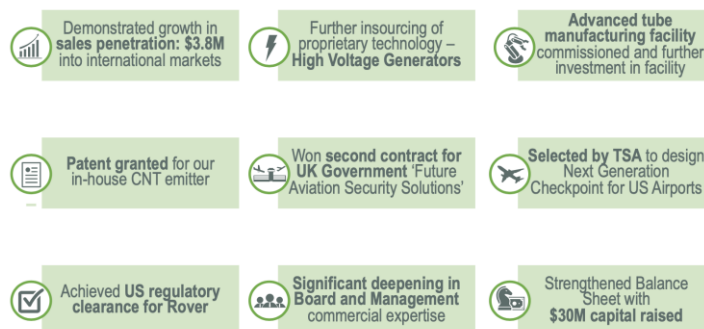 Demonstrated growth in
sales penetration: $3.8M
into international markets
Further insourcing of
proprietary technology –
High Voltage Generators
Advanced tube
manufacturing facility
commissioned and further
investment in facility
Patent granted for our
in-house CNT emitter
Won second contract for
UK Government ‘Future
Aviation Security Solutions’
Selected by TSA to design
Next Generation
Checkpoint for US Airports
Achieved US regulatory
clearance for Rover
Significant deepening in
Board and Management
commercial expertise
Strengthened Balance
Sheet with
$30M capital raised